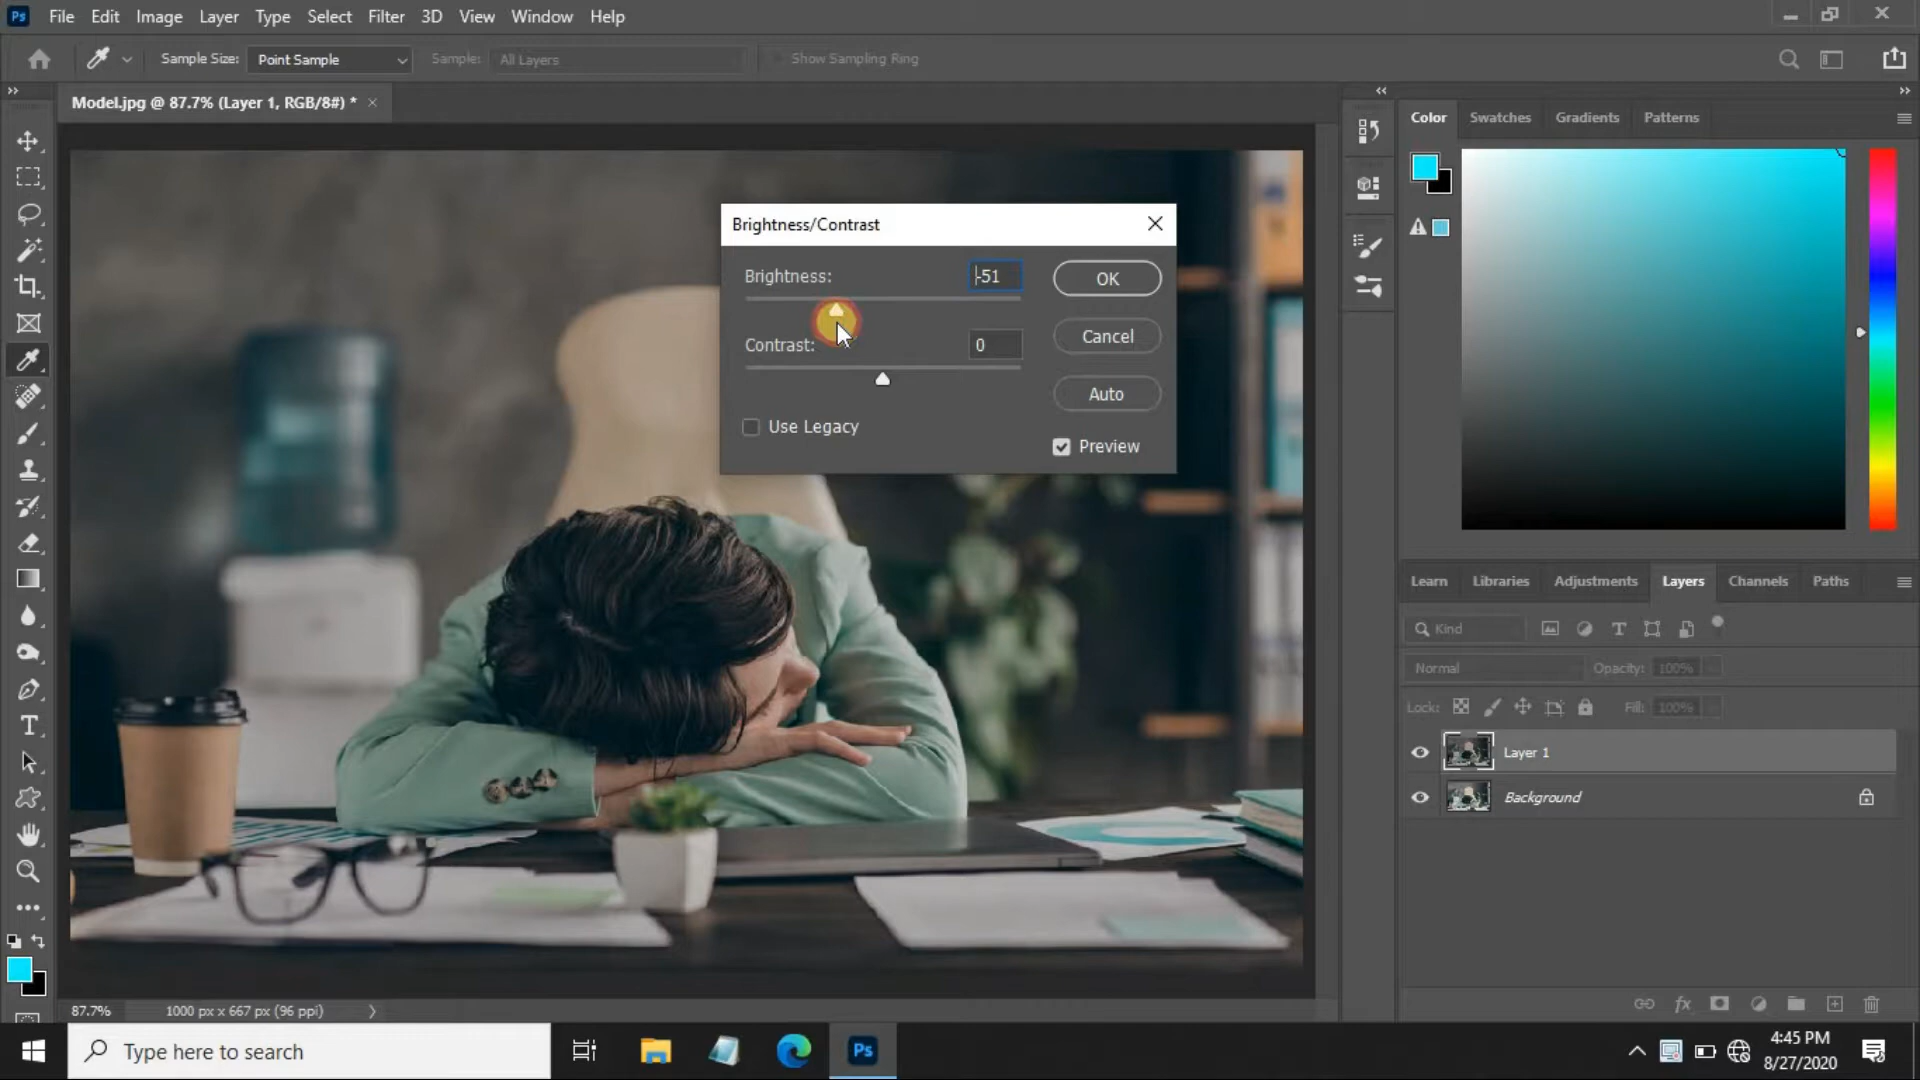 Ps File Edit Image Layer Type Select Filter 3D View Window Help
Sample Size: Point Sample Sample: All Layers Show Sampling Ring
Model.jpg @ 87.7% (Layer 1, RGB/8#) *
Color Swatches Gradients Patterns
Brightness/Contrast
Brightness: -51
OK
Contrast: 0
Cancel
Auto
Use Legacy
Preview
Learn Libraries Adjustments Layers Channels Paths
Kind
Normal Opacity: 100%
Lock: Fill: 100%
Layer 1
Background
fx
T
87.7% 1000 px x 667 px (96 ppi)
Type here to search
Ps
4:45 PM
8/27/2020